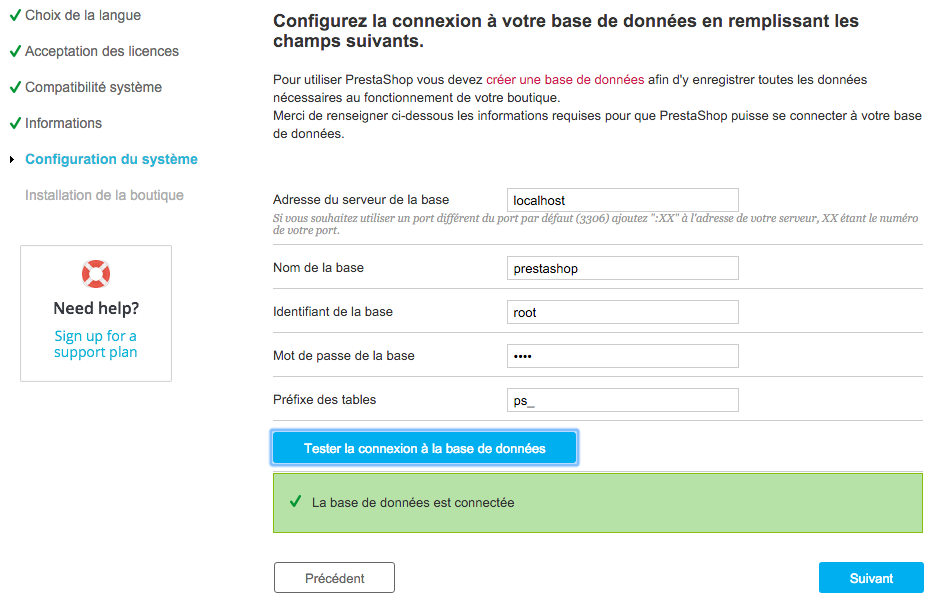 Choix de la langue
Acceptation des licences
Compatibilité système
Informations
Configuration du système
Installation de la boutique
Need help?
Sign up for a
support plan
Configurez la connexion à votre base de données en remplissant les
champs suivants.
Pour utiliser PrestaShop vous devez créer une base de données afin d'y enregistrer toutes les données
nécessaires au fonctionnement de votre boutique.
Merci de renseigner ci-dessous les informations requises pour que PrestaShop puisse se connecter à votre base
de données.
Adresse du serveur de la base
localhost
Si vous souhaitez utiliser un port différent du port par défaut (3306) ajoutez ":XX" à l'adresse de votre serveur, XX étant le numéro
de votre port.
Nom de la base
prestashop
Identifiant de la base
root
Mot de passe de la base
••••
Préfixe des tables
ps_
Tester la connexion à la base de données
La base de données est connectée
Précédent
Suivant